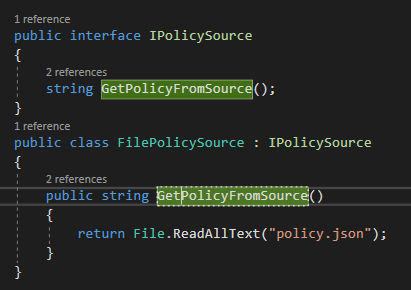 1 reference
public interface IPolicySource
{
2 references
string GetPolicyFromSource();
}
1 reference
public class FilePolicySource : IPolicySource
{
2 references
public string GetPolicyFromSource()
{
return File.ReadAllText("policy.json");
}
}